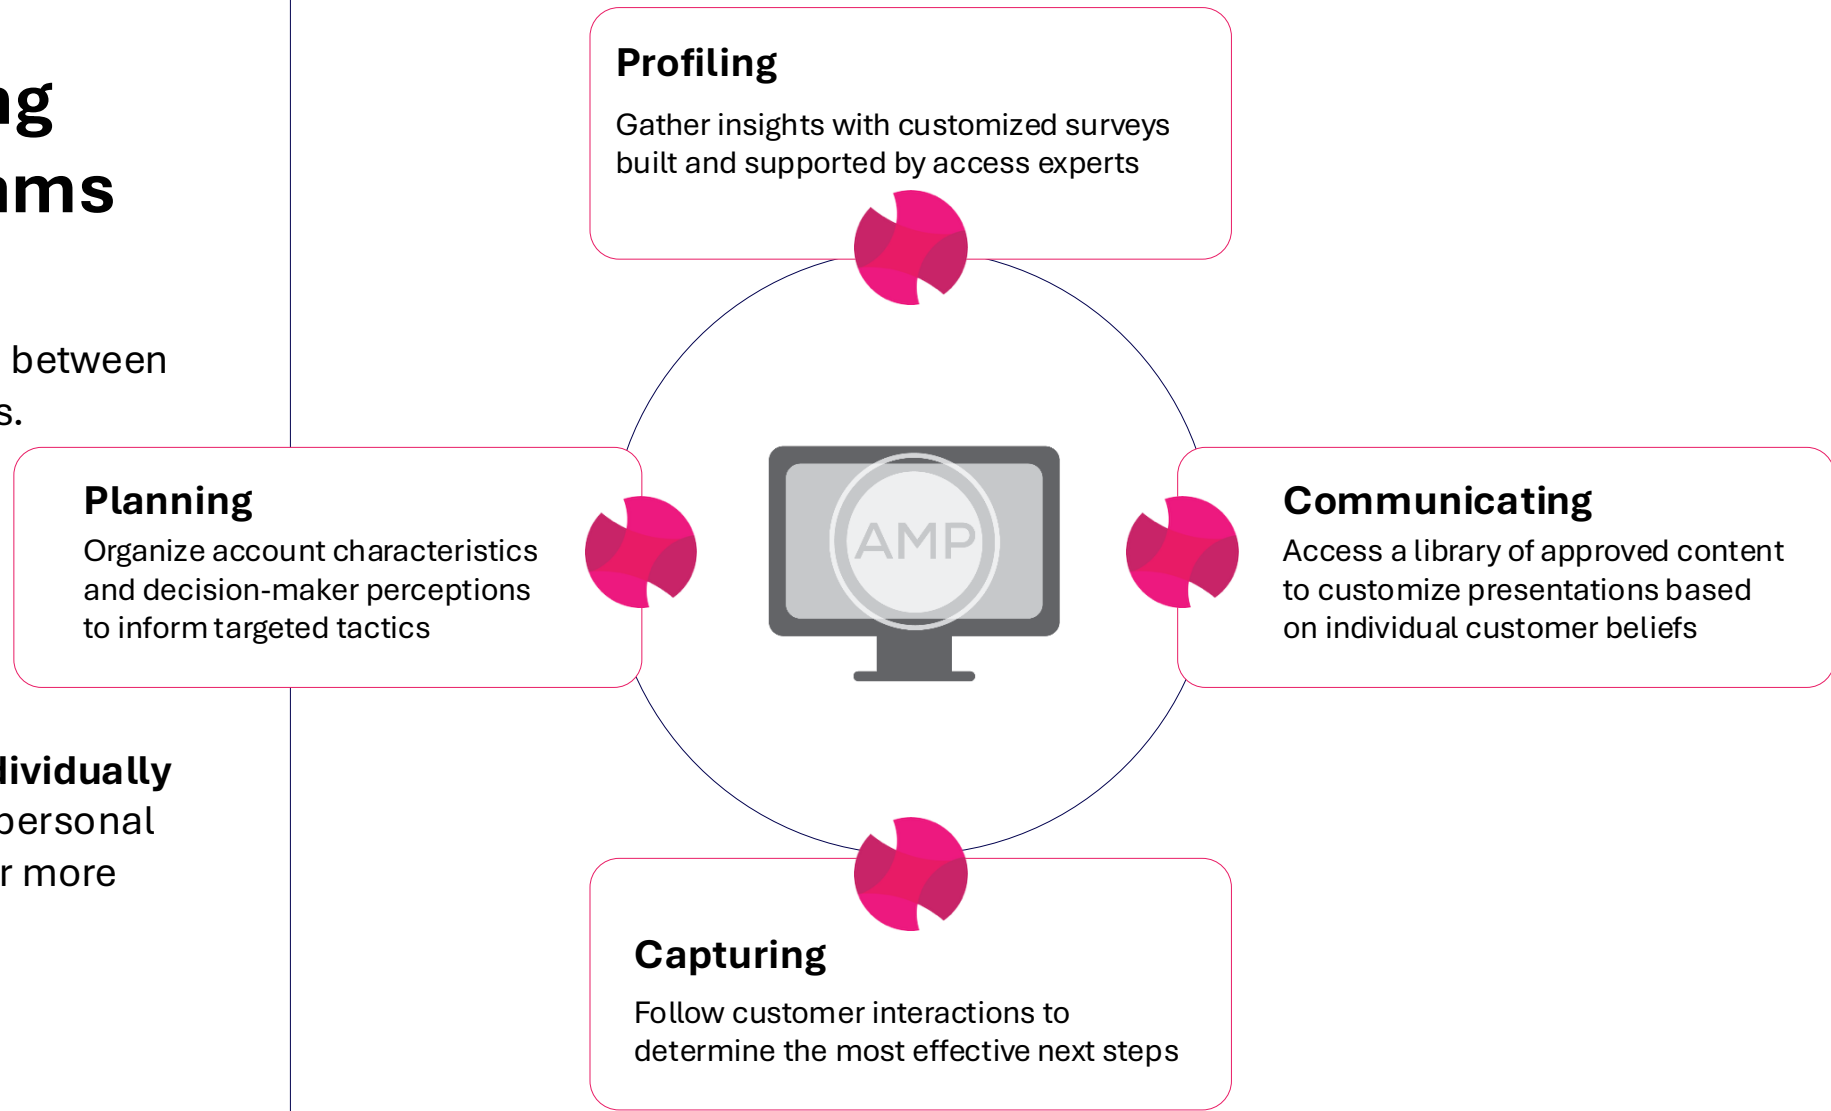 ng
ams
between
s.
dividually
personal
r more
Profiling
Gather insights with customized surveys
built and supported by access experts
Planning
Organize account characteristics
and decision-maker perceptions
to inform targeted tactics
AMP
Communicating
Access a library of approved content
to customize presentations based
on individual customer beliefs
Capturing
Follow customer interactions to
determine the most effective next steps